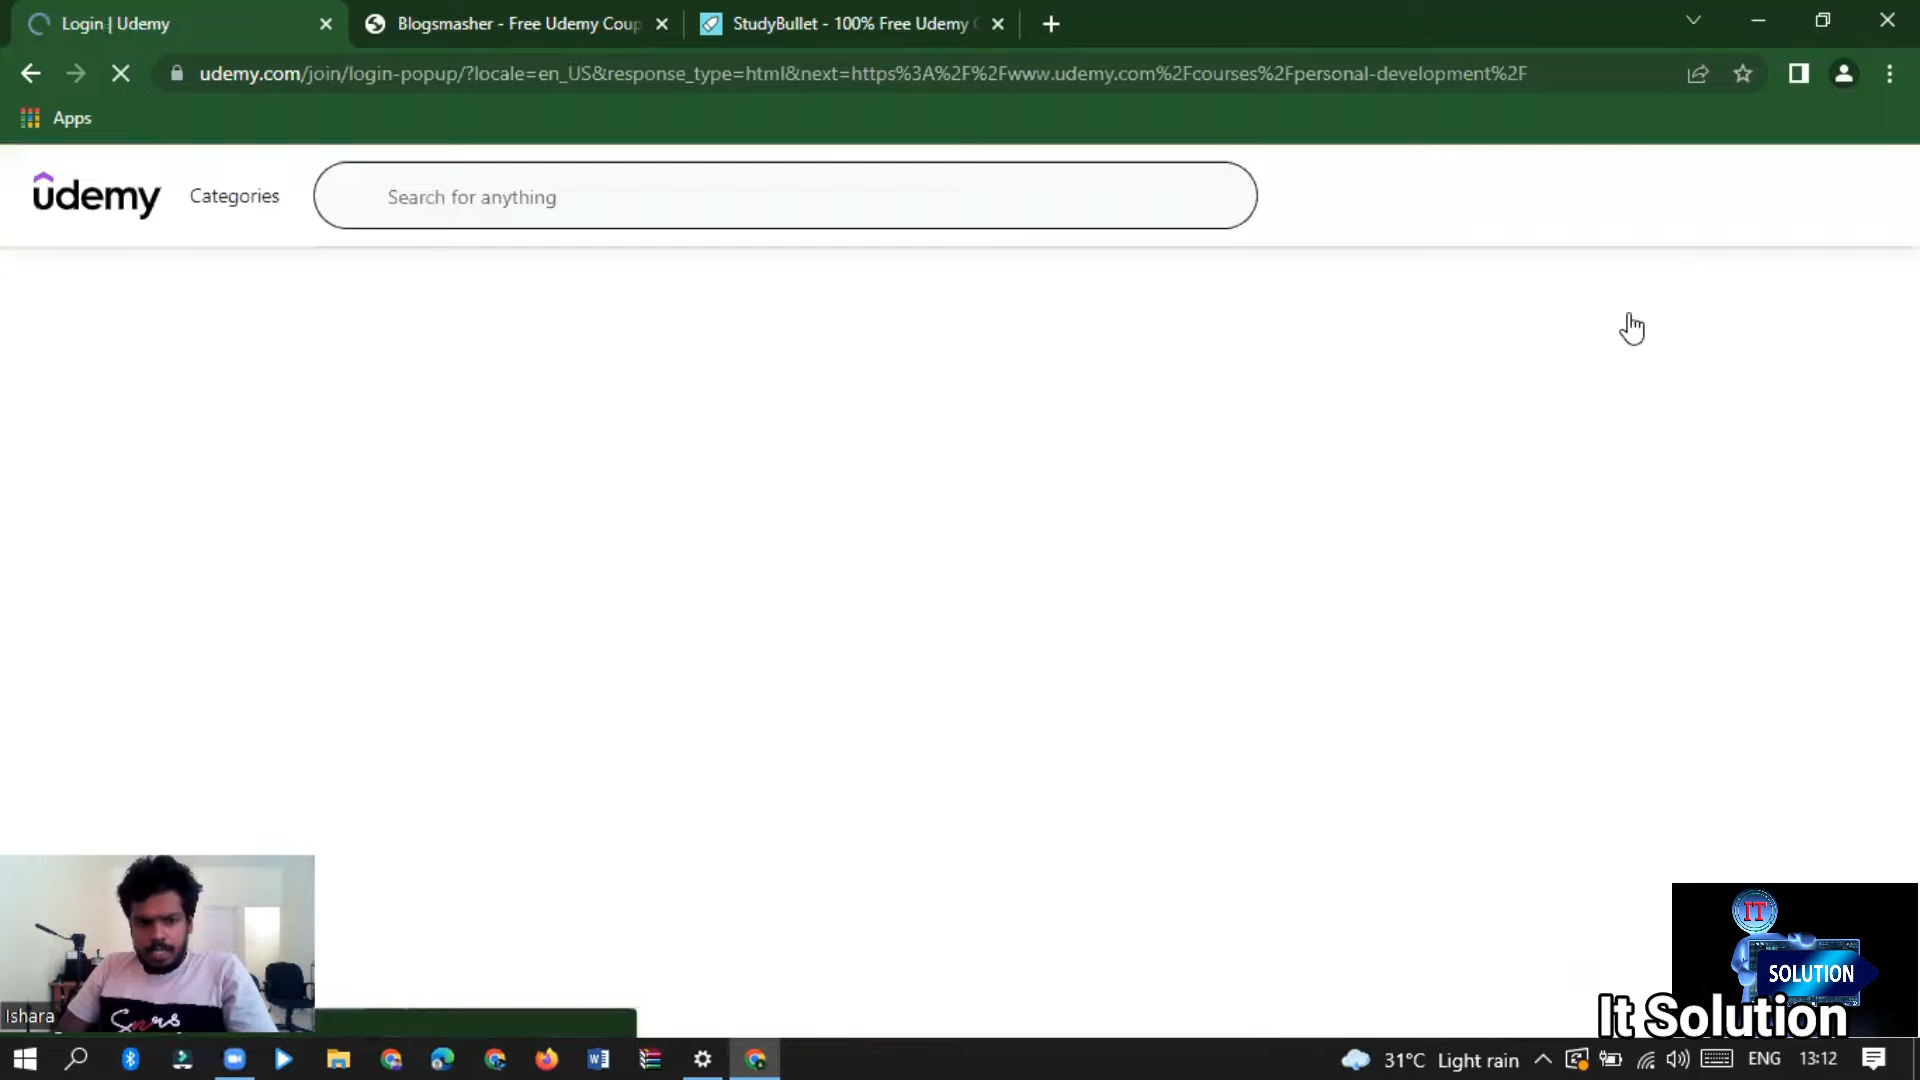 Login | Udemy
Blogsmasher - Free Udemy Coup
StudyBullet - 100% Free Udemy C
udemy.com/join/login-popup/?locale=en_US&response_type=html&next=https%3A%2F%2Fwww.udemy.com%2Fcourses%2Fpersonal-development%2F
Apps
udemy
Categories
Search for anything
IT
SOLUTION
Ishara
It Solution
31°C Light rain
ENG
13:12